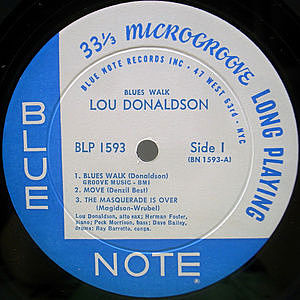 33⅓ MICROGROOVE LONG PLAYING
BLUE NOTE RECORDS INC • 47 WEST 63rd • NYC
BLUES WALK
LOU DONALDSON
BLP 1593 Side 1
(BN 1593-A)
1. BLUES WALK (Donaldson)
GROOVE MUSIC - BMI
2. MOVE (Denzil Best)
3. THE MASQUERADE IS OVER
(Magidson-Wrubel)
Lou Donaldson, alto sax; Herman Foster,
piano; Peck Morrison, bass; Dave Bailey,
drums; Ray Barretto, conga.
BLUE
NOTE ®